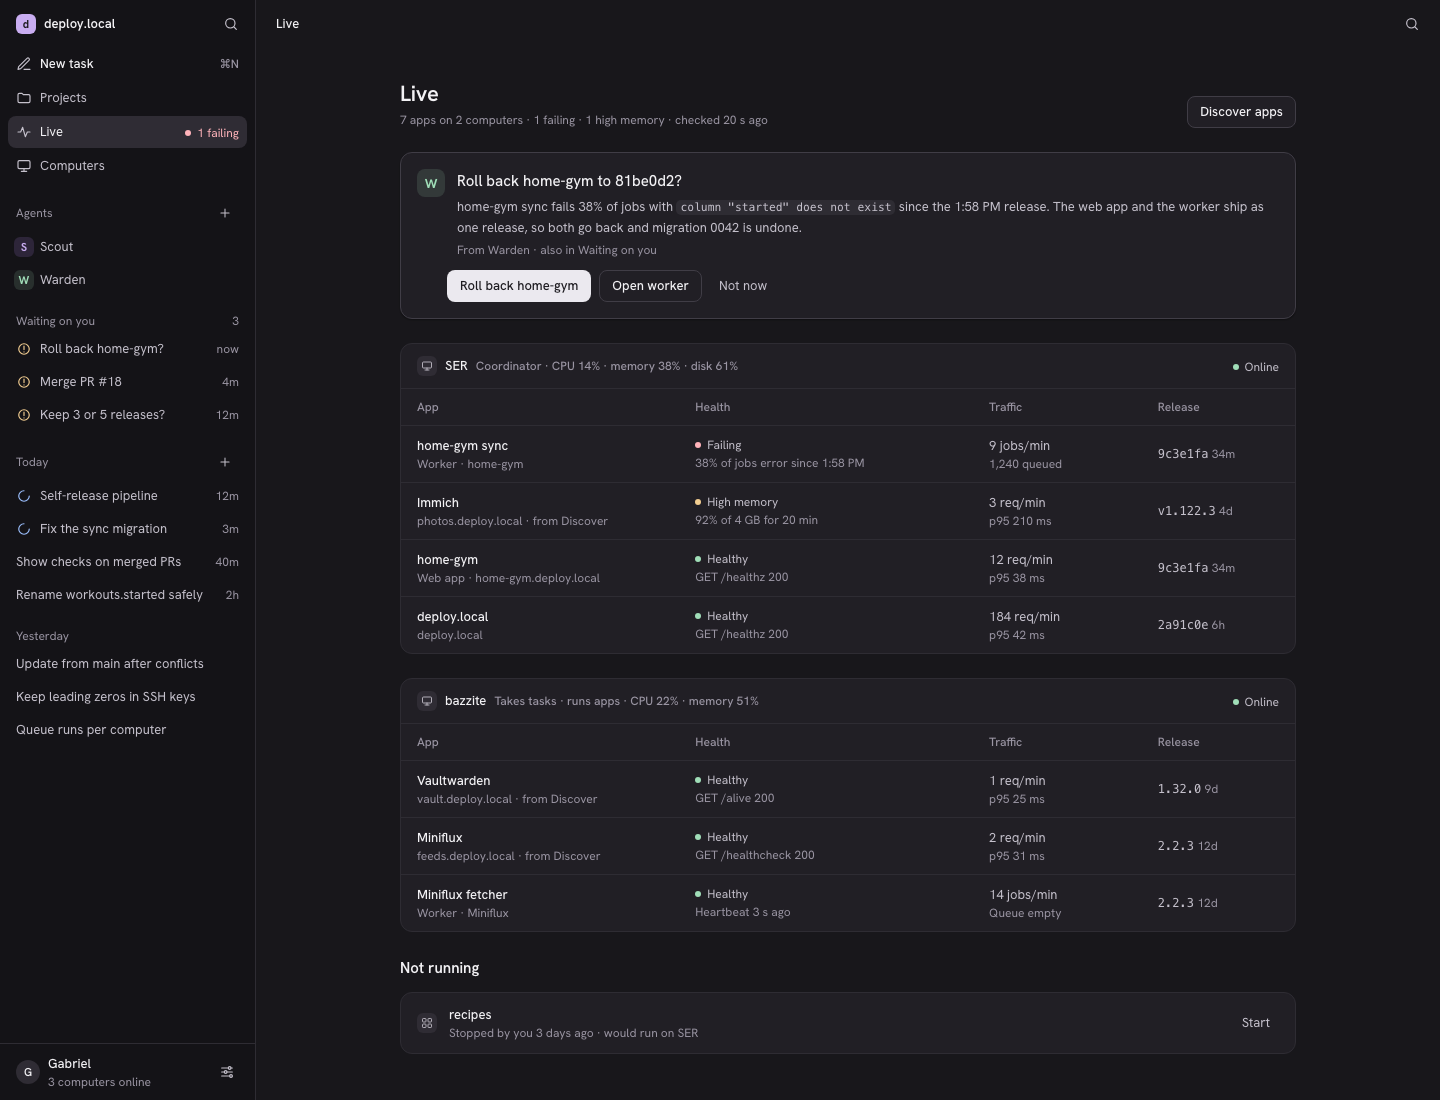 d deploy.local
New task ⌘N
Projects
Live 1 failing
Computers
Agents
S Scout
W Warden
Waiting on you 3
Roll back home-gym? now
Merge PR #18 4m
Keep 3 or 5 releases? 12m
Today
Self-release pipeline 12m
Fix the sync migration 3m
Show checks on merged PRs 40m
Rename workouts.started safely 2h
Yesterday
Update from main after conflicts
Keep leading zeros in SSH keys
Queue runs per computer
G Gabriel
3 computers online
Live
Live
7 apps on 2 computers · 1 failing · 1 high memory · checked 20 s ago
Discover apps
W Roll back home-gym to 81be0d2?
home-gym sync fails 38% of jobs with column "started" does not exist since the 1:58 PM release. The web app and the worker ship as
one release, so both go back and migration 0042 is undone.
From Warden · also in Waiting on you
Roll back home-gym Open worker Not now
SER Coordinator · CPU 14% · memory 38% · disk 61% Online
App Health Traffic Release
home-gym sync Failing 9 jobs/min 9c3e1fa 34m
Worker · home-gym 38% of jobs error since 1:58 PM 1,240 queued
Immich High memory 3 req/min v1.122.3 4d
photos.deploy.local · from Discover 92% of 4 GB for 20 min p95 210 ms
home-gym Healthy 12 req/min 9c3e1fa 34m
Web app · home-gym.deploy.local GET /healthz 200 p95 38 ms
deploy.local Healthy 184 req/min 2a91c0e 6h
deploy.local GET /healthz 200 p95 42 ms
bazzite Takes tasks · runs apps · CPU 22% · memory 51% Online
App Health Traffic Release
Vaultwarden Healthy 1 req/min 1.32.0 9d
vault.deploy.local · from Discover GET /alive 200 p95 25 ms
Miniflux Healthy 2 req/min 2.2.3 12d
feeds.deploy.local · from Discover GET /healthcheck 200 p95 31 ms
Miniflux fetcher Healthy 14 jobs/min 2.2.3 12d
Worker · Miniflux Heartbeat 3 s ago Queue empty
Not running
recipes
Stopped by you 3 days ago · would run on SER
Start